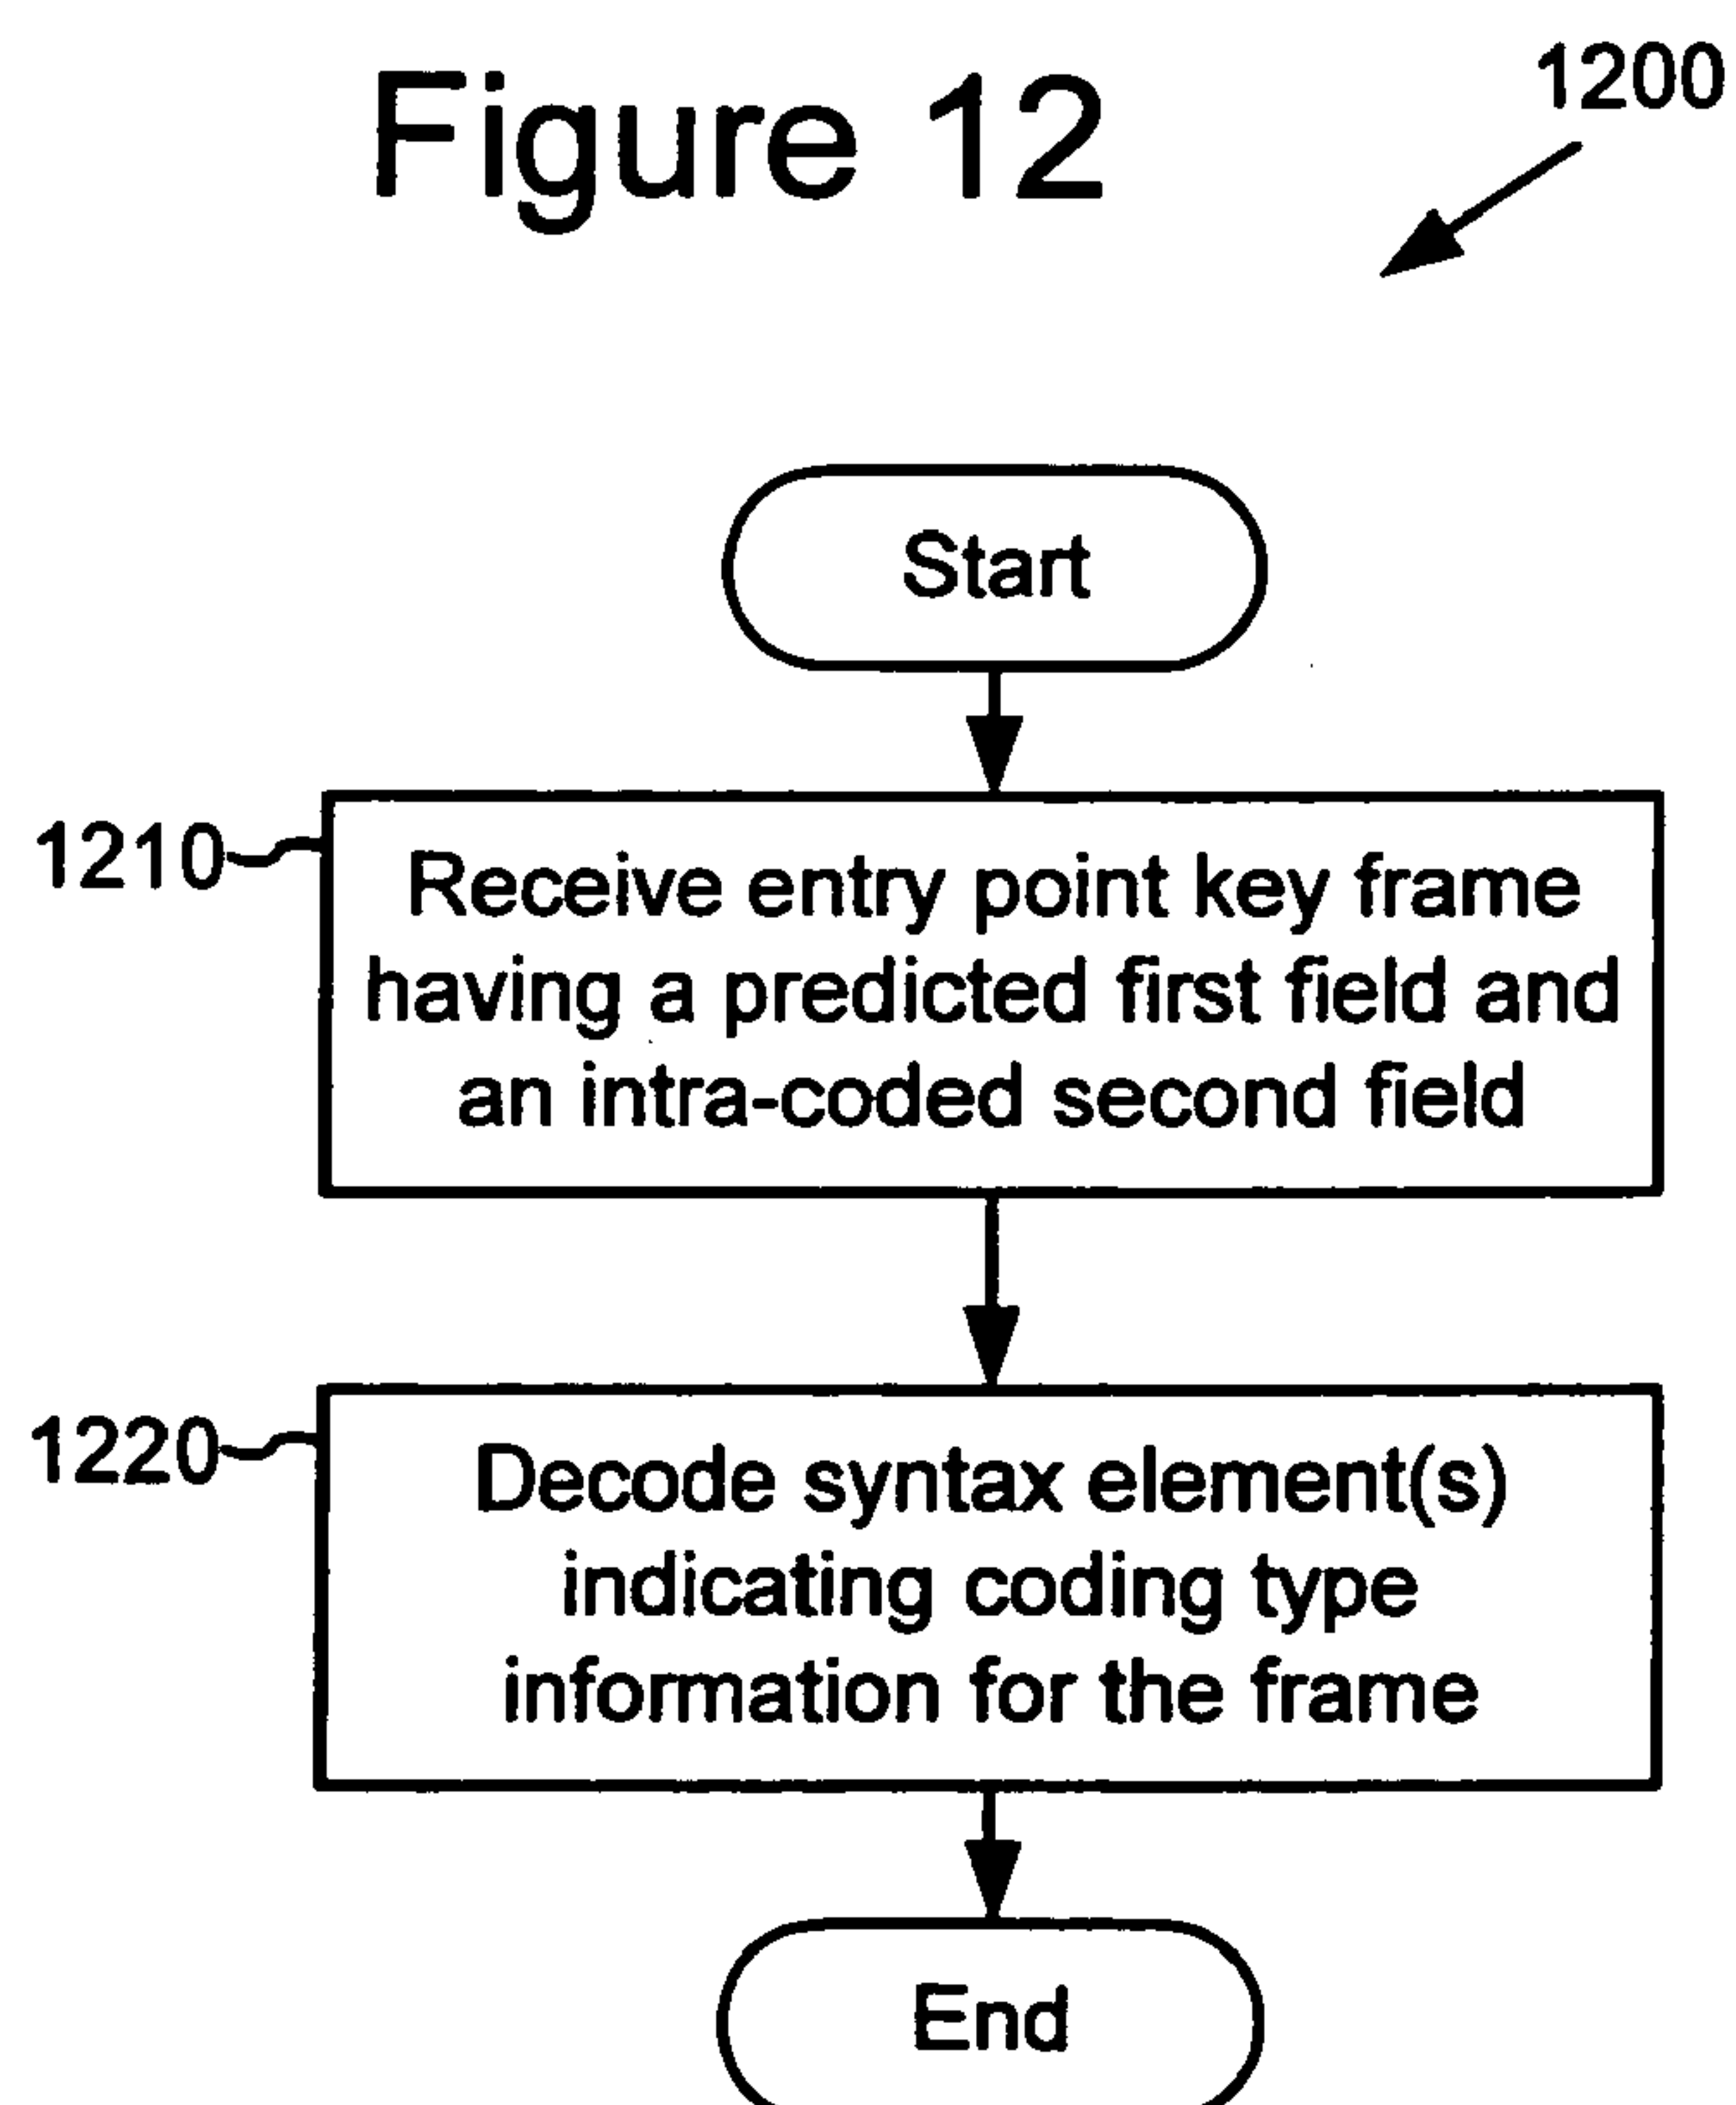 Figure 12
1200
Start
1210
Receive entry point key frame
having a predicted first field and
an intra-coded second field
1220
Decode syntax element(s)
indicating coding type
information for the frame
End